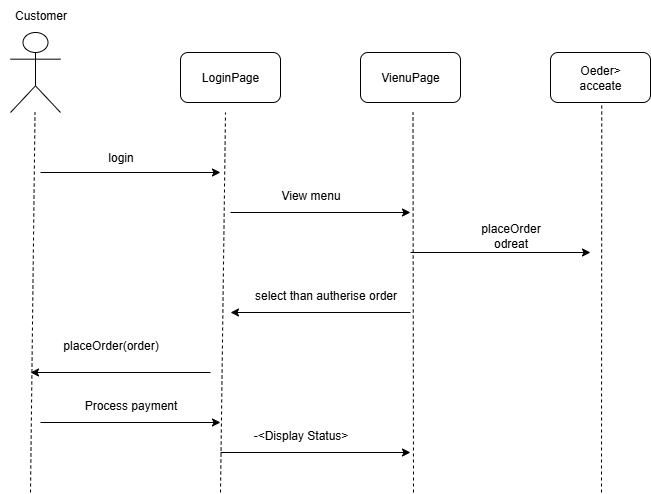 Customer
LoginPage
VienuPage
Oeder>
acceate
login
View menu
placeOrder
odreat
select than autherise order
placeOrder(order)
Process payment
-<Display Status>